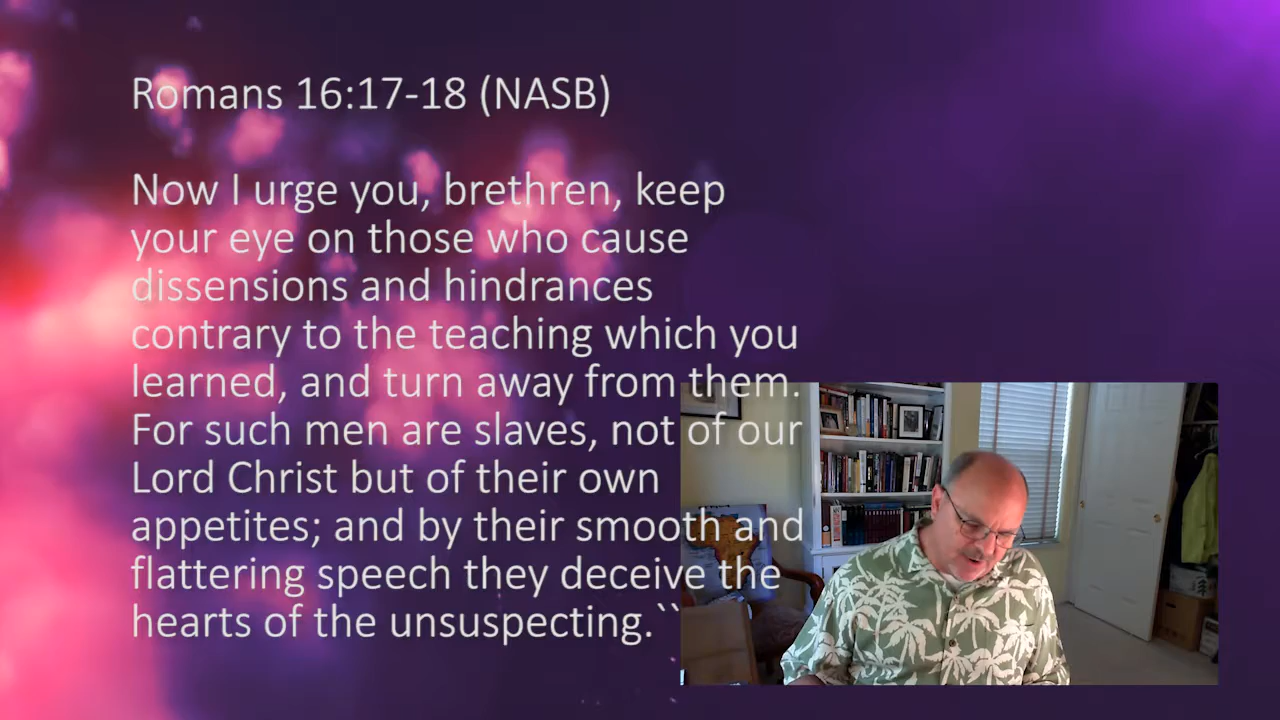 Romans 16:17-18 (NASB)
Now I urge you, brethren, keep
your eye on those who cause
dissensions and hindrances
contrary to the teaching which you
learned, and turn away from them.
For such men are slaves, not of our
Lord Christ but of their own
appetites; and by their smooth and
flattering speech they deceive the
hearts of the unsuspecting.``